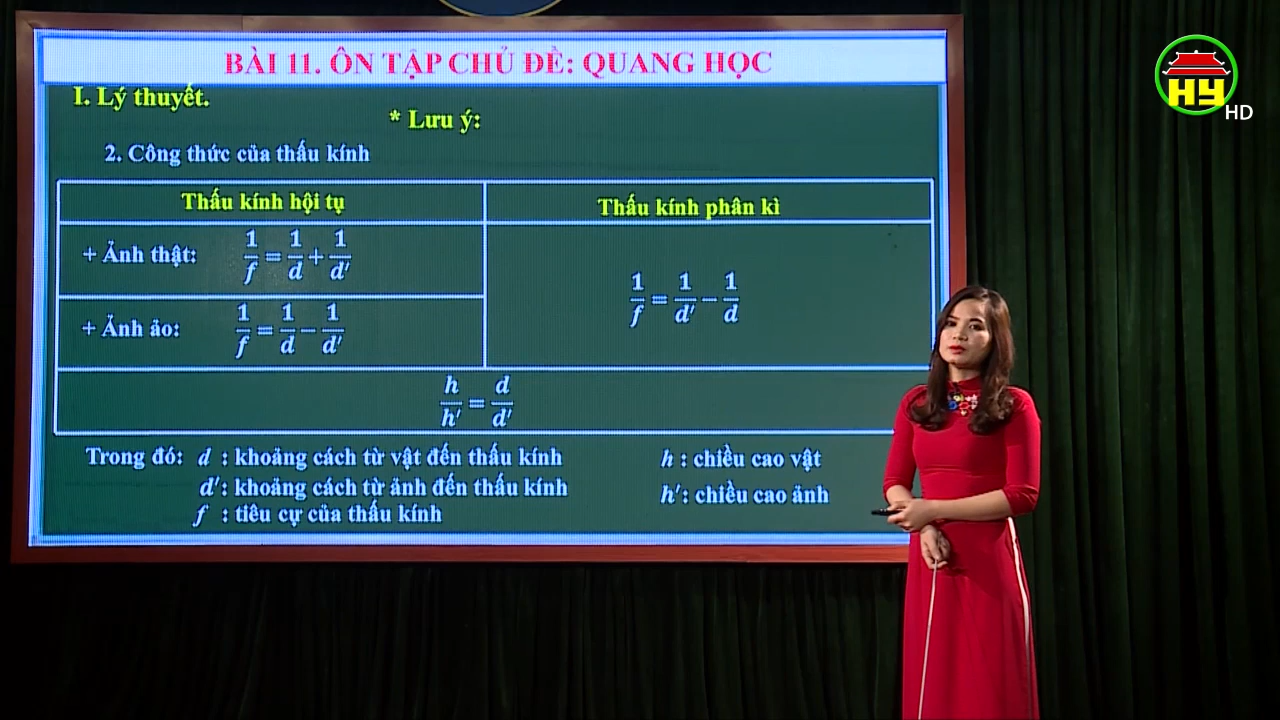 BÀI 11. ÔN TẬP CHỦ ĐỀ: QUANG HỌC
I. Lý thuyết.
* Lưu ý:
2. Công thức của thấu kính
Thấu kính hội tụ
Thấu kính phân kì
+ Ảnh thật: 1/f = 1/d + 1/d'
+ Ảnh ảo: 1/f = 1/d − 1/d'
1/f = 1/d' − 1/d
h/h' = d/d'
Trong đó: d : khoảng cách từ vật đến thấu kính
d': khoảng cách từ ảnh đến thấu kính
f : tiêu cự của thấu kính
h : chiều cao vật
h': chiều cao ảnh
HY
HD